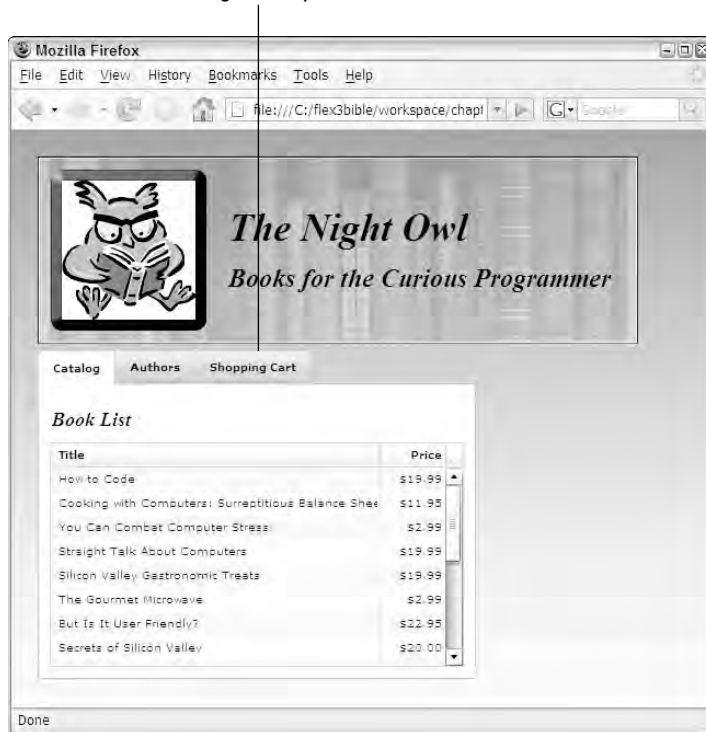 Mozilla Firefox
File Edit View History Bookmarks Tools Help
file:///C:/flex3bible/workspace/chapt
G
The Night Owl
Books for the Curious Programmer
Catalog Authors Shopping Cart
Book List
Title Price
How to Code $19.99
Cooking with Computers: Surreptitious Balance Shee $11.95
You Can Combat Computer Stress! $2.99
Straight Talk About Computers $19.99
Silicon Valley Gastronomic Treats $19.99
The Gourmet Microwave $2.99
But Is It User Friendly? $22.95
Secrets of Silicon Valley $20.00
Done